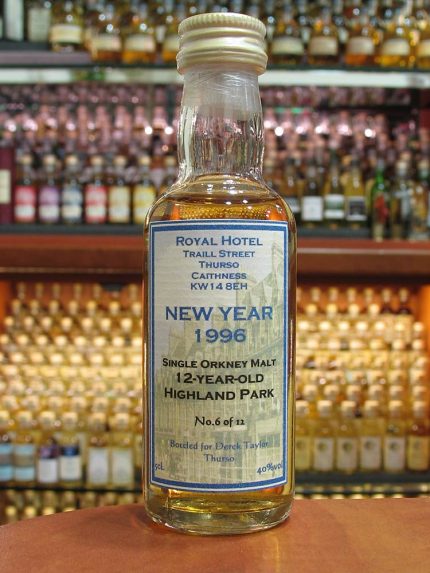 ROYAL HOTEL
TRAILL STREET
THURSO
CAITHNESS
KW14 8EH
NEW YEAR
1996
SINGLE ORKNEY MALT
12-YEAR-OLD
HIGHLAND PARK
No.6 of 12
Bottled for Derek Taylor
Thurso
5cL 40%vol